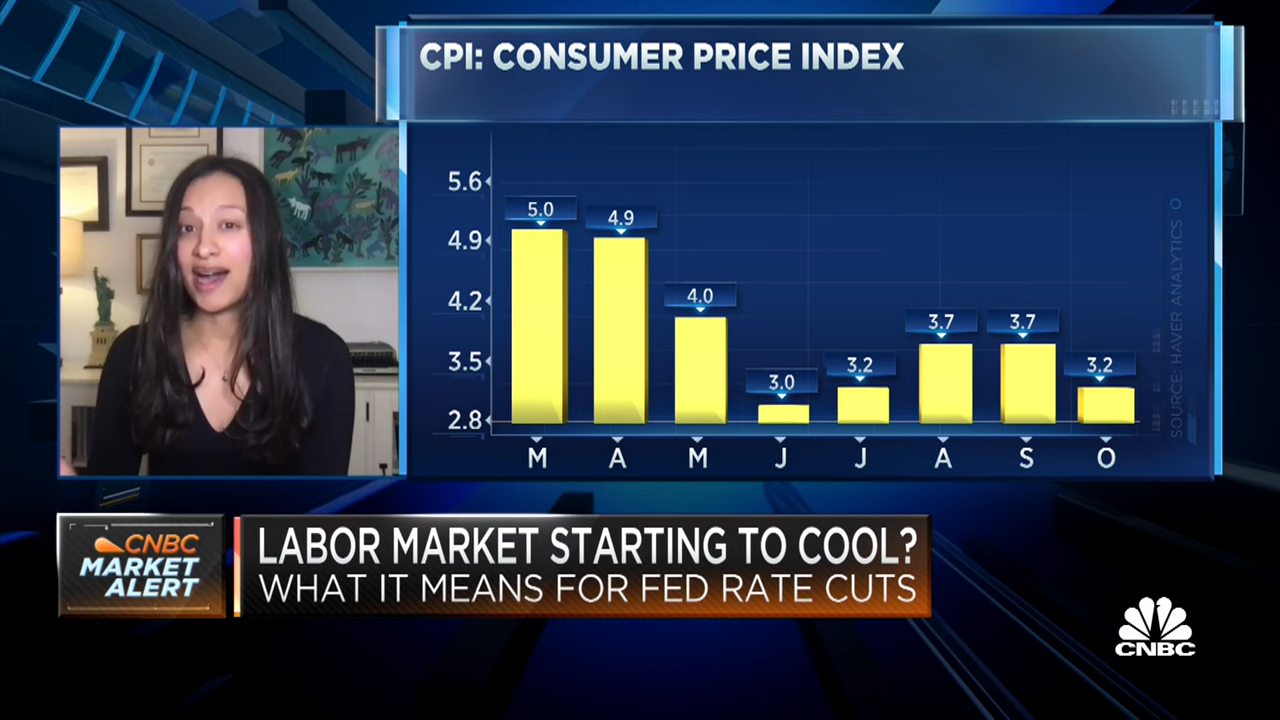 CPI: CONSUMER PRICE INDEX
5.6
4.9
4.2
3.5
2.8
5.0
4.9
4.0
3.0
3.2
3.7
3.7
3.2
M A M J J A S O
SOURCE: HAVER ANALYTICS
CNBC
MARKET
ALERT
LABOR MARKET STARTING TO COOL?
WHAT IT MEANS FOR FED RATE CUTS
CNBC